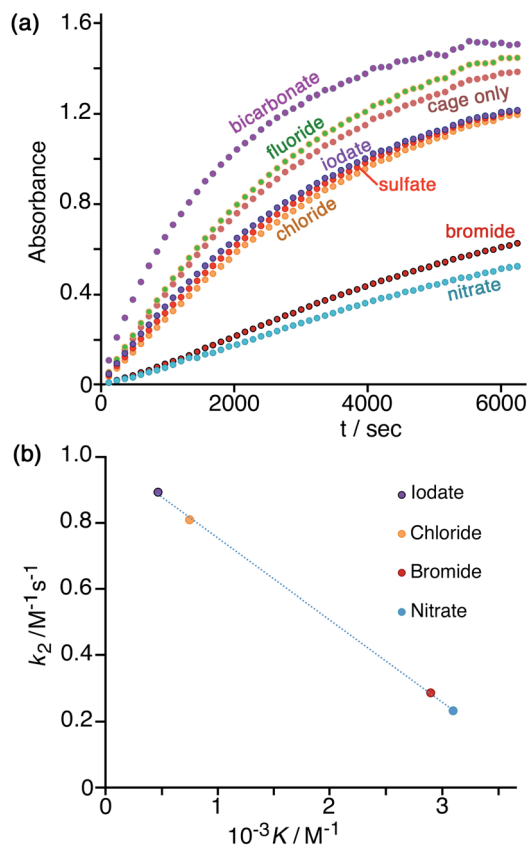 (a)
1.6
1.2
0.8
0.4
0
Absorbance
bicarbonate
fluoride
cage only
iodate
sulfate
chloride
bromide
nitrate
0 2000 4000 6000
t / sec
(b)
1.0
0.8
0.6
0.4
0.2
0
k₂ /M⁻¹s⁻¹
Iodate
Chloride
Bromide
Nitrate
0 1 2 3
10⁻³K / M⁻¹